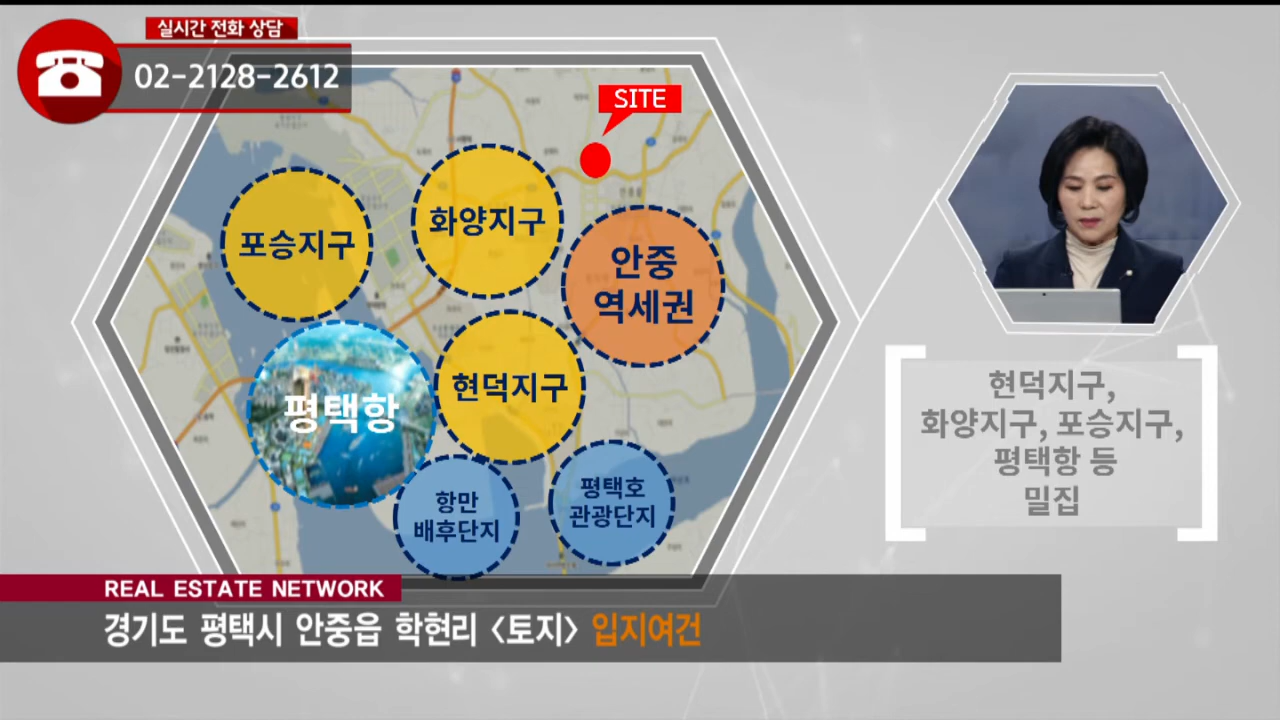 실시간 전화 상담
02-2128-2612
SITE
포승지구
화양지구
안중
역세권
평택항
현덕지구
항만
배후단지
평택호
관광단지
현덕지구,
화양지구, 포승지구,
평택항 등
밀집
REAL ESTATE NETWORK
경기도 평택시 안중읍 학현리 <토지> 입지여건